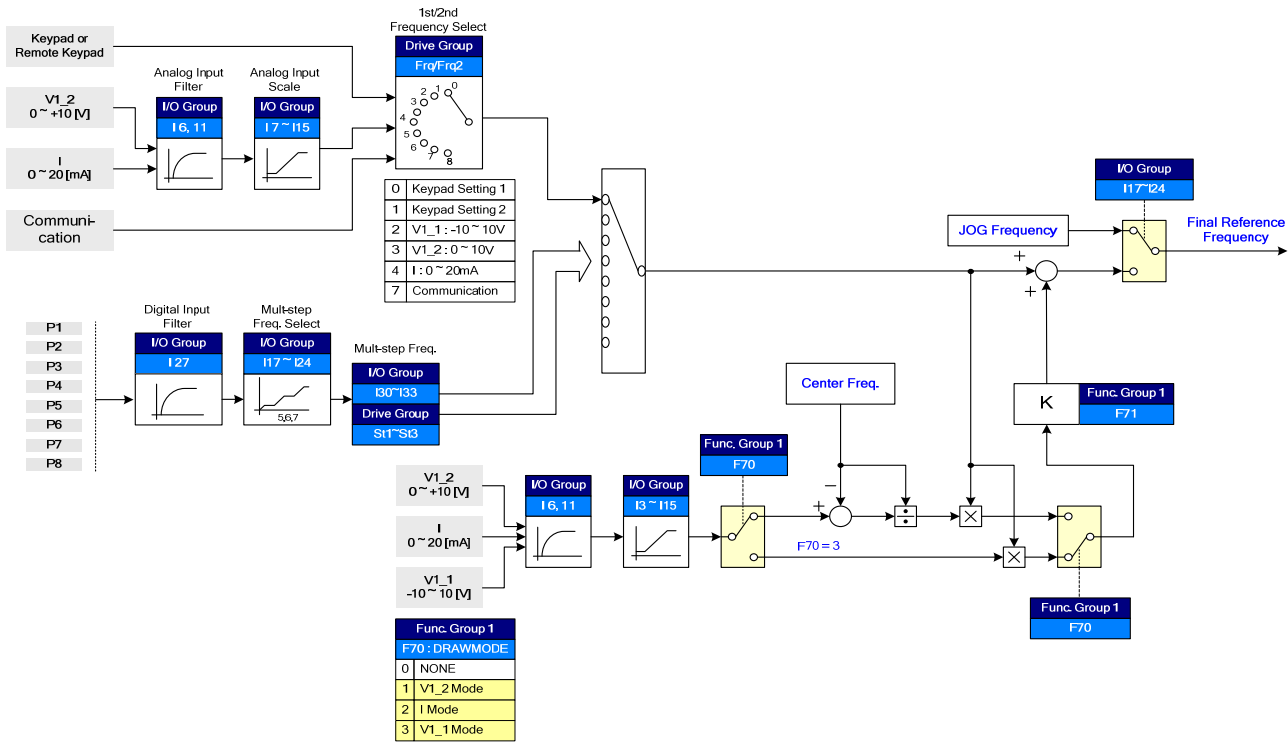 1st/2nd
Frequency Select
Drive Group
Frq/Frq2
0
1
2
3
4
5
6
7
8
Keypad or
Remote Keypad
V1_2
0 ~ +10 [V]
I
0 ~ 20 [mA]
Communi-
cation
Analog Input
Filter
I/O Group
I 6, 11
Analog Input
Scale
I/O Group
I 7 ~ I15
0 Keypad Setting 1
1 Keypad Setting 2
2 V1_1 : -10 ~ 10V
3 V1_2 : 0 ~ 10V
4 I : 0 ~ 20mA
7 Communication
I/O Group
I17~I24
JOG Frequency
Final Reference
Frequency
+
+
P1
P2
P3
P4
P5
P6
P7
P8
Digital Input
Filter
I/O Group
I 27
Mult-step
Freq. Select
I/O Group
I17 ~ I24
5,6,7
Mult-step Freq.
I/O Group
I30~I33
Drive Group
St1~St3
Center Freq.
K
Func. Group 1
F71
Func. Group 1
F70
V1_2
0 ~ +10 [V]
I
0 ~ 20 [mA]
V1_1
-10 ~ 10 [V]
I/O Group
I 6, 11
I/O Group
I3 ~ I15
−
+
÷
×
×
F70 = 3
Func. Group 1
F70
Func. Group 1
F70 : DRAWMODE
0 NONE
1 V1_2 Mode
2 I Mode
3 V1_1 Mode